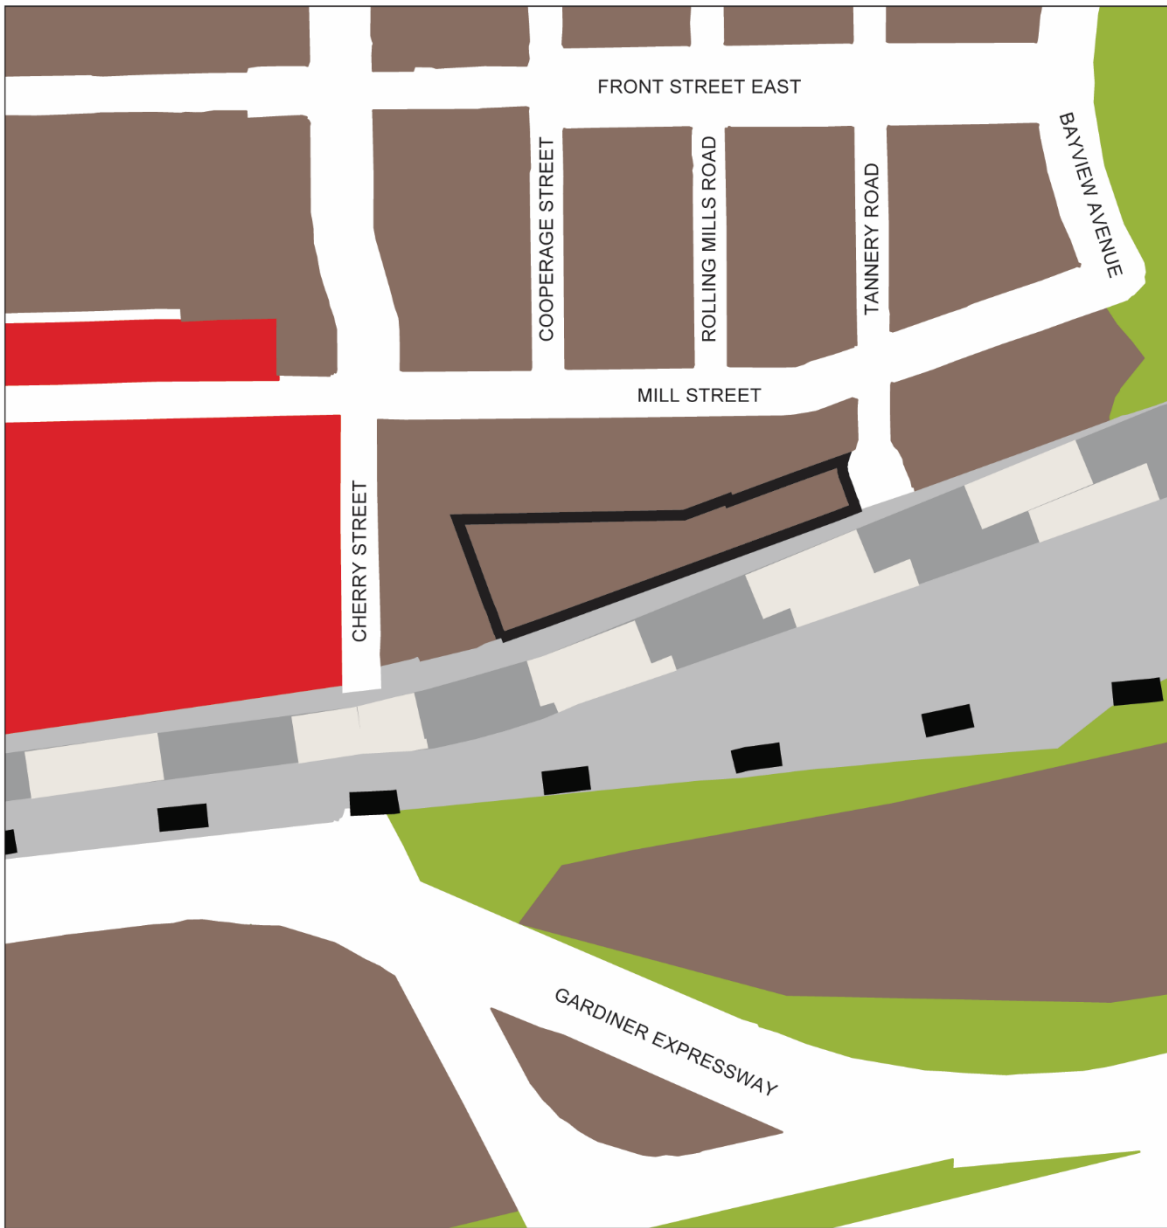 FRONT STREET EAST
BAYVIEW AVENUE
COOPERAGE STREET
ROLLING MILLS ROAD
TANNERY ROAD
MILL STREET
CHERRY STREET
GARDINER EXPRESSWAY